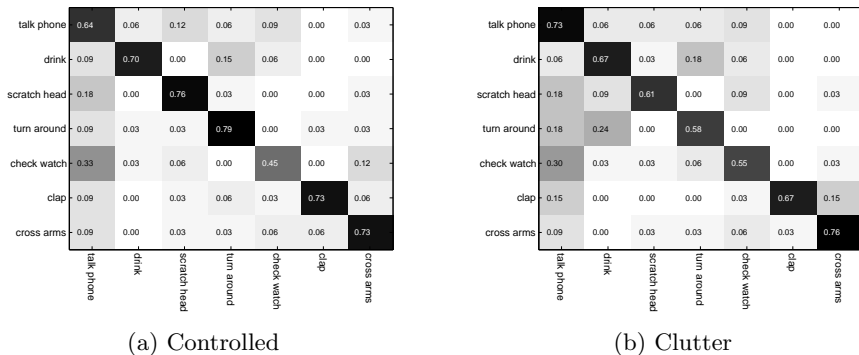 talk phone 0.64 0.06 0.12 0.06 0.09 0.00 0.03
drink 0.09 0.70 0.00 0.15 0.06 0.00 0.00
scratch head 0.18 0.00 0.76 0.03 0.00 0.00 0.03
turn around 0.09 0.03 0.03 0.79 0.00 0.03 0.03
check watch 0.33 0.03 0.06 0.00 0.45 0.00 0.12
clap 0.09 0.00 0.03 0.06 0.03 0.73 0.06
cross arms 0.09 0.00 0.03 0.03 0.06 0.06 0.73
talk phone drink scratch head turn around check watch clap cross arms
(a) Controlled
talk phone 0.73 0.06 0.06 0.06 0.09 0.00 0.00
drink 0.06 0.67 0.03 0.18 0.06 0.00 0.00
scratch head 0.18 0.09 0.61 0.00 0.09 0.00 0.03
turn around 0.18 0.24 0.00 0.58 0.00 0.00 0.00
check watch 0.30 0.03 0.03 0.06 0.55 0.00 0.03
clap 0.15 0.00 0.00 0.00 0.03 0.67 0.15
cross arms 0.09 0.00 0.03 0.03 0.09 0.00 0.76
talk phone drink scratch head turn around check watch clap cross arms
(b) Clutter